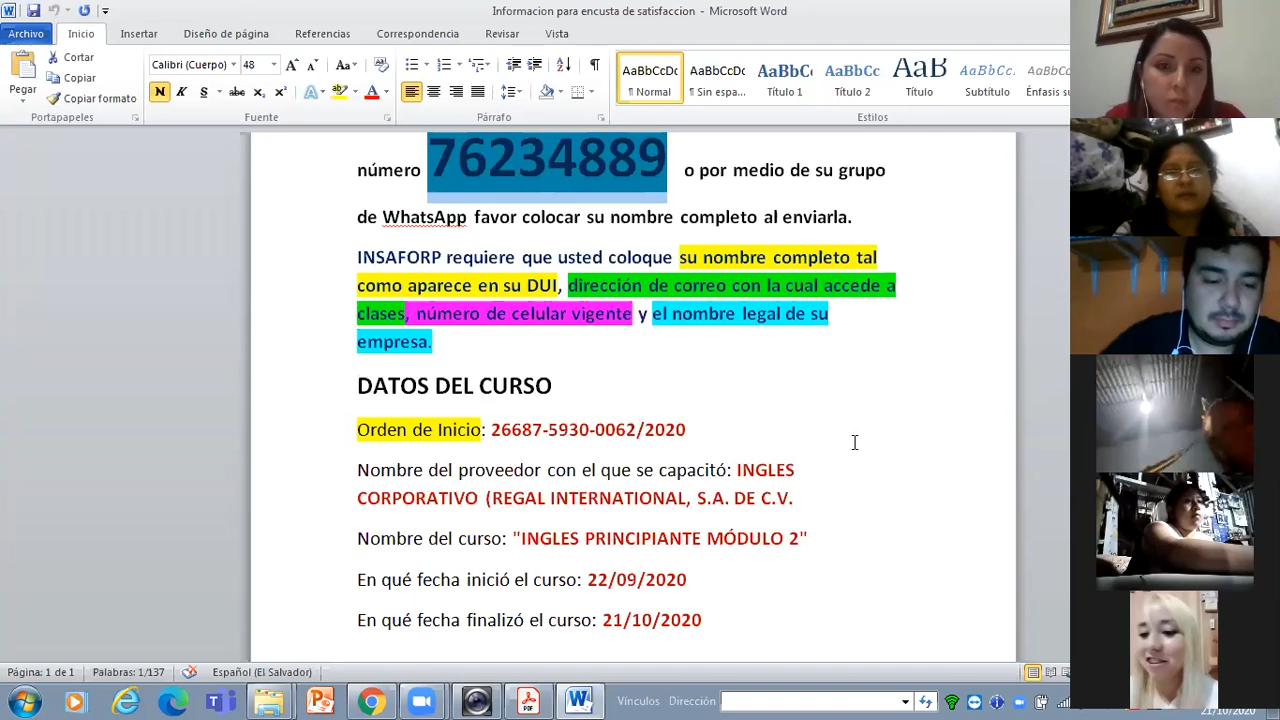 Informacion para encusta de satisfaccion - Microsoft Word
Archivo Inicio Insertar Diseño de página Referencias Correspondencia Revisar Vista
Cortar
Copiar
Copiar formato
Pegar
Calibri (Cuerpo) 48
Portapapeles Fuente Párrafo Estilos
AaBbCcDc AaBbCcDc AaBbC AaBbCc AaB AaBbCcI AaBbCcD
¶ Normal ¶ Sin espa... Título 1 Título 2 Título Subtítulo Énfasis su
número 76234889 o por medio de su grupo
de WhatsApp favor colocar su nombre completo al enviarla.
INSAFORP requiere que usted coloque su nombre completo tal
como aparece en su DUI, dirección de correo con la cual accede a
clases, número de celular vigente y el nombre legal de su
empresa.
DATOS DEL CURSO
Orden de Inicio: 26687-5930-0062/2020
Nombre del proveedor con el que se capacitó: INGLES
CORPORATIVO (REGAL INTERNATIONAL, S.A. DE C.V.
Nombre del curso: "INGLES PRINCIPIANTE MÓDULO 2"
En qué fecha inició el curso: 22/09/2020
En qué fecha finalizó el curso: 21/10/2020
Página: 1 de 1 Palabras: 1/137 Español (El Salvador)
Vínculos Dirección
21/10/2020